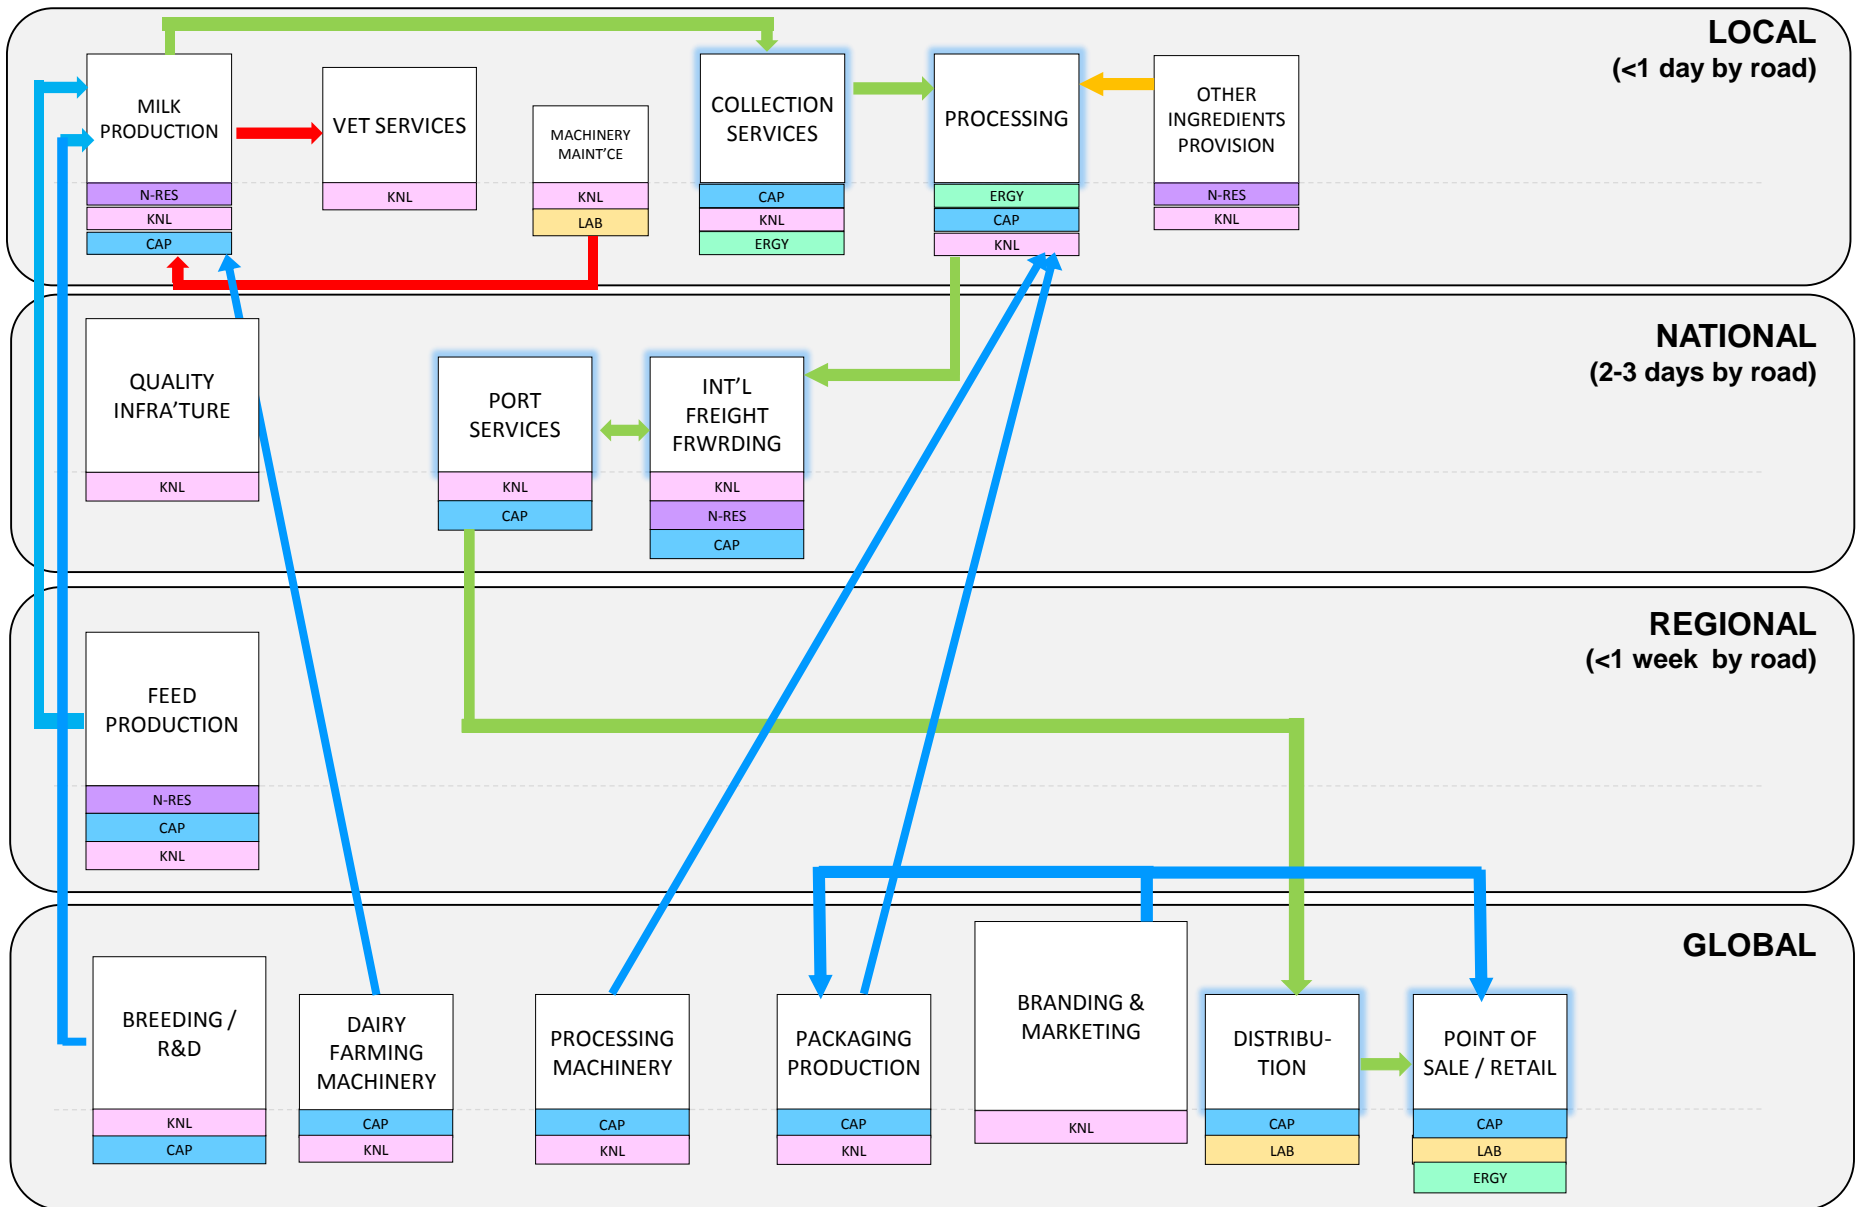 LOCAL
(<1 day by road)
MILK
PRODUCTION
N-RES
KNL
CAP
VET SERVICES
KNL
MACHINERY
MAINT'CE
KNL
LAB
COLLECTION
SERVICES
CAP
KNL
ERGY
PROCESSING
ERGY
CAP
KNL
OTHER
INGREDIENTS
PROVISION
N-RES
KNL
NATIONAL
(2-3 days by road)
QUALITY
INFRA'TURE
KNL
PORT
SERVICES
KNL
CAP
INT'L
FREIGHT
FRWRDING
KNL
N-RES
CAP
REGIONAL
(<1 week by road)
FEED
PRODUCTION
N-RES
CAP
KNL
GLOBAL
BREEDING /
R&D
KNL
CAP
DAIRY
FARMING
MACHINERY
CAP
KNL
PROCESSING
MACHINERY
CAP
KNL
PACKAGING
PRODUCTION
CAP
KNL
BRANDING &
MARKETING
KNL
DISTRIBU-
TION
CAP
LAB
POINT OF
SALE / RETAIL
CAP
LAB
ERGY